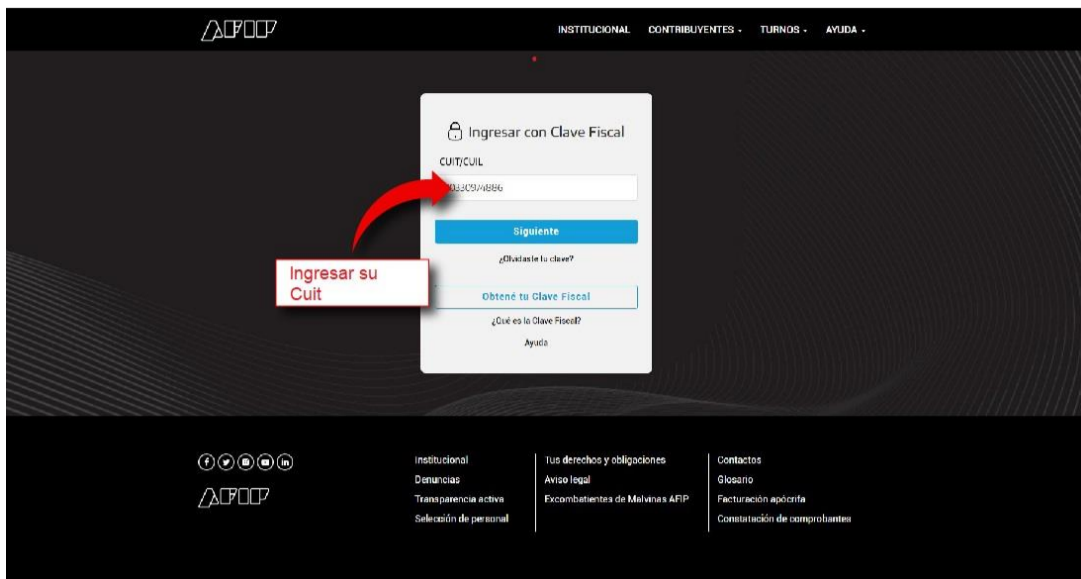 AFIP
INSTITUCIONAL CONTRIBUYENTES TURNOS AYUDA
Ingresar con Clave Fiscal
CUIT/CUIL
Siguiente
¿Olvidaste tu clave?
Ingresar su
Cuit
Obtené tu Clave Fiscal
¿Qué es la Clave Fiscal?
Ayuda
Institucional
Denuncias
Transparencia activa
Selección de personal
Tus derechos y obligaciones
Aviso legal
Excombatientes de Malvinas AFIP
Contactos
Glosario
Facturación apócrifa
Constatación de comprobantes
AFIP